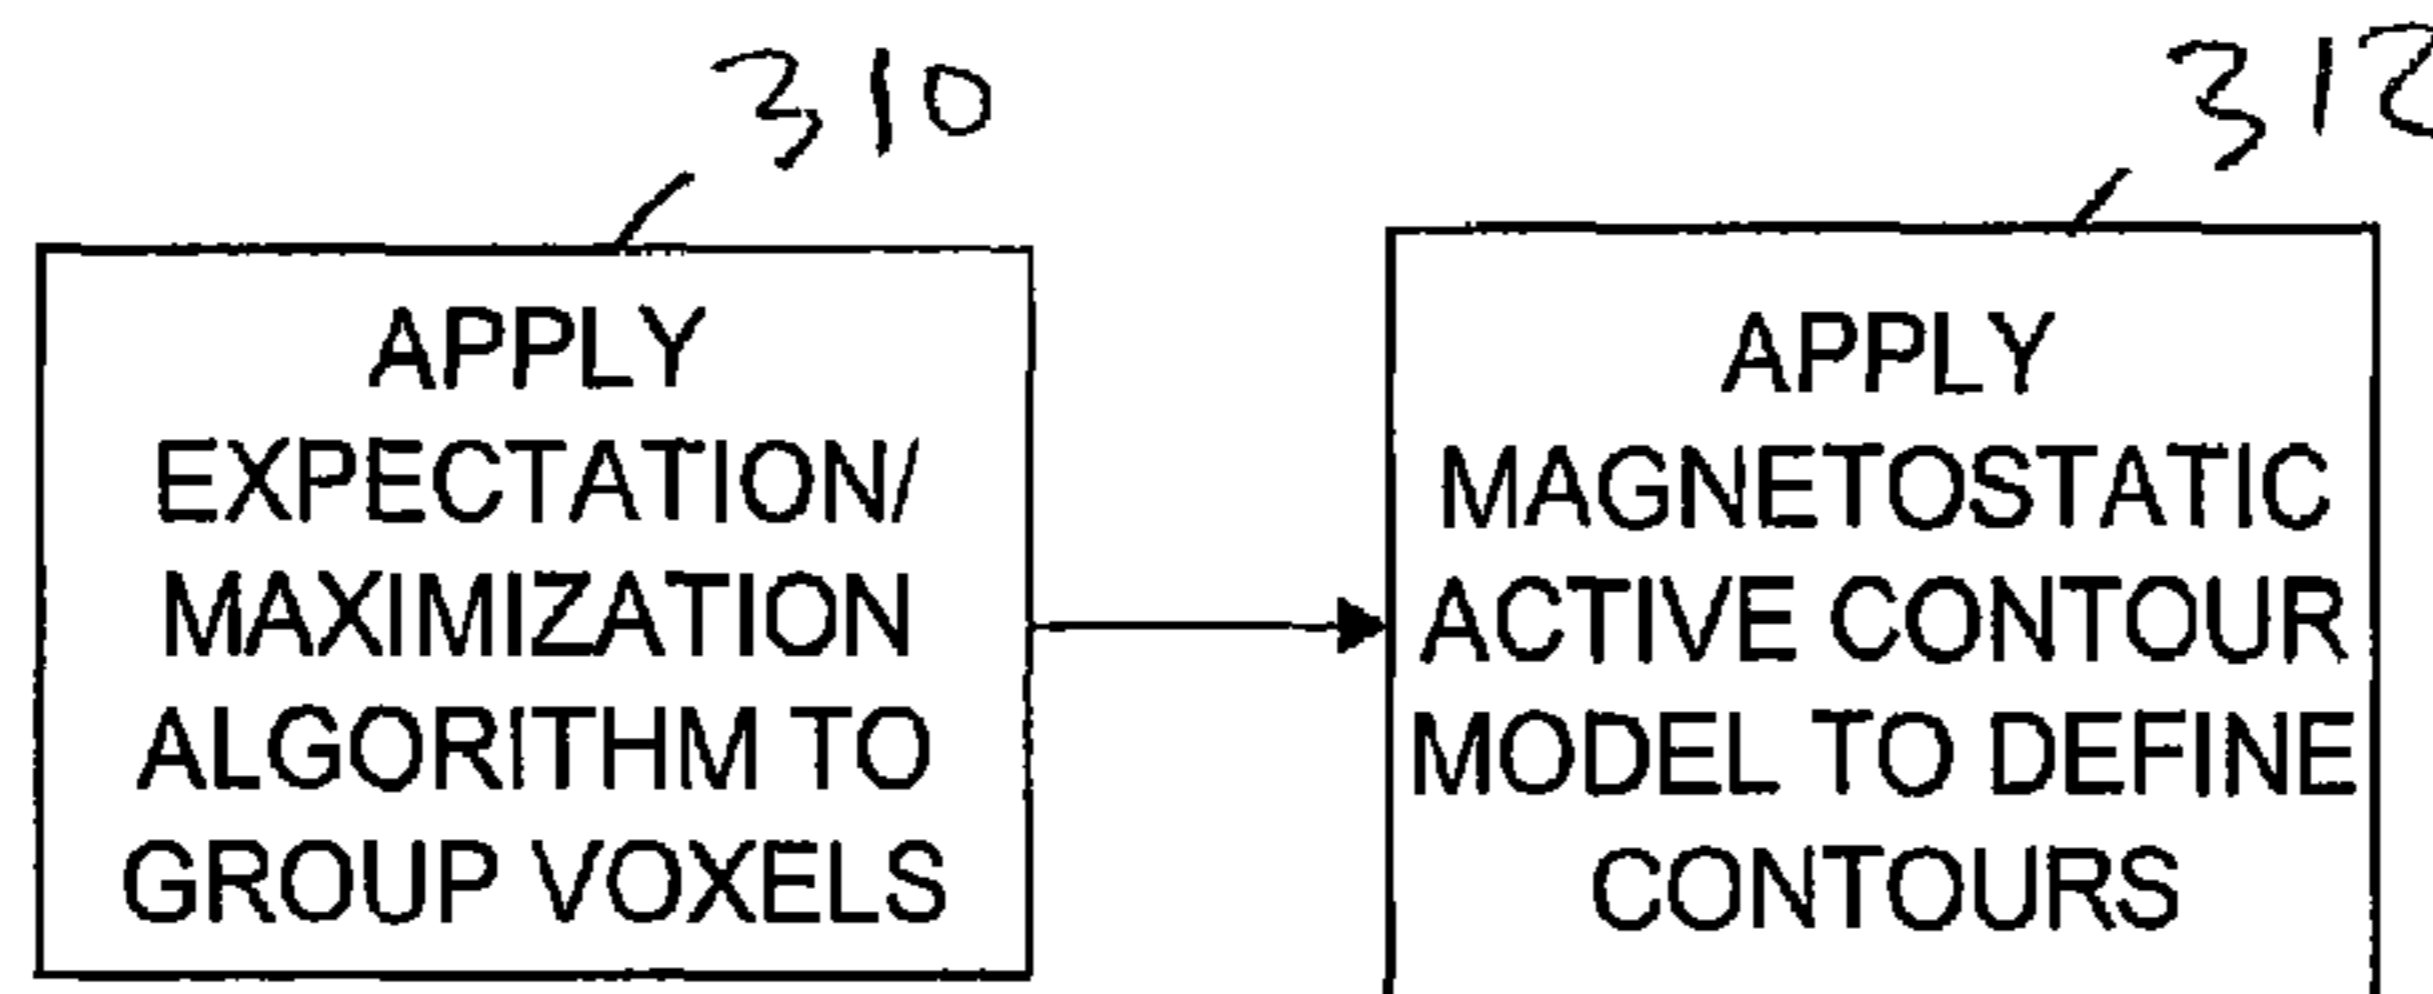 310
312
APPLY
EXPECTATION/
MAXIMIZATION
ALGORITHM TO
GROUP VOXELS
APPLY
MAGNETOSTATIC
ACTIVE CONTOUR
MODEL TO DEFINE
CONTOURS